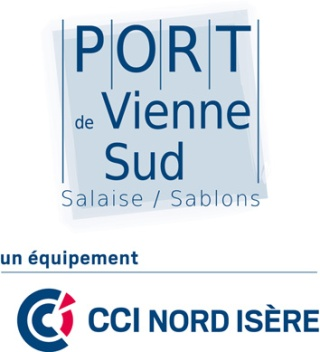 PORT
de Vienne
Sud
Salaise / Sablons
un équipement
CCI NORD ISÈRE